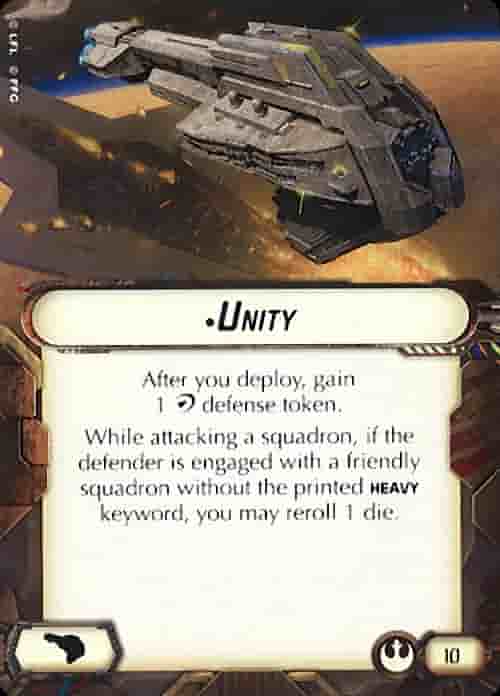 © LFL © FFG
•UNITY
After you deploy, gain
1 defense token.
While attacking a squadron, if the
defender is engaged with a friendly
squadron without the printed HEAVY
keyword, you may reroll 1 die.
10